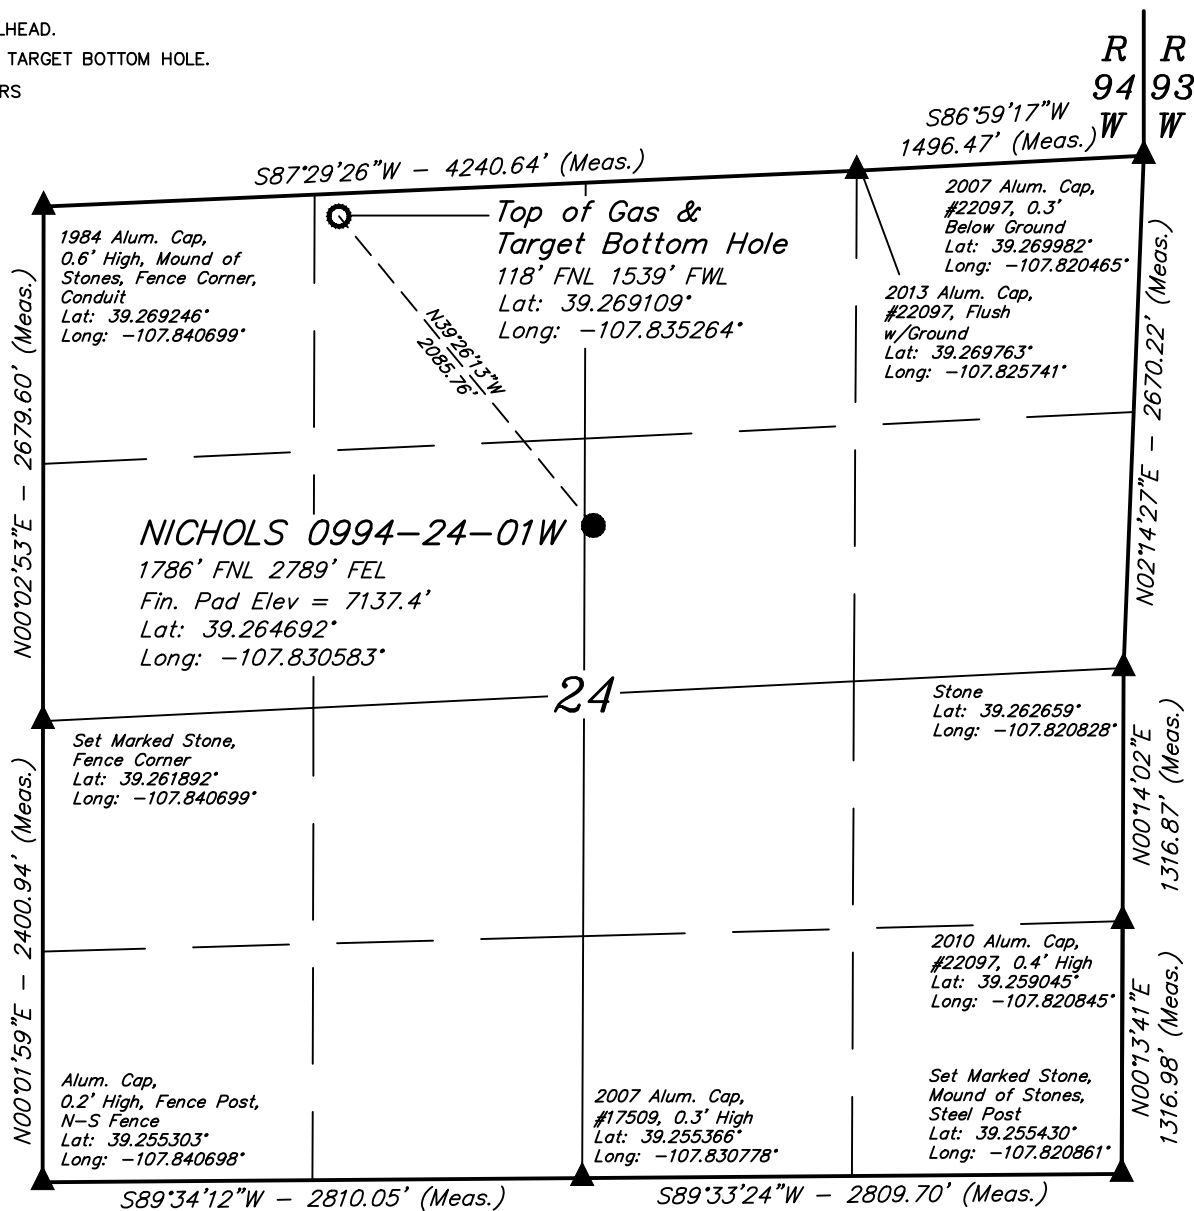 LHEAD.
TARGET BOTTOM HOLE.
RS
R R
94 93
W W
S86°59'17"W
1496.47' (Meas.)
S87°29'26"W - 4240.64' (Meas.)
2007 Alum. Cap,
#22097, 0.3'
Below Ground
Lat: 39.269982°
Long: -107.820465°
Top of Gas &
Target Bottom Hole
118' FNL 1539' FWL
Lat: 39.269109°
Long: -107.835264°
1984 Alum. Cap,
0.6' High, Mound of
Stones, Fence Corner,
Conduit
Lat: 39.269246°
Long: -107.840699°
2013 Alum. Cap,
#22097, Flush
w/Ground
Lat: 39.269763°
Long: -107.825741°
N39°26'13"W
2085.76'
N00°02'53"E - 2679.60' (Meas.)
N02°14'27"E - 2670.22' (Meas.)
NICHOLS 0994-24-01W
1786' FNL 2789' FEL
Fin. Pad Elev = 7137.4'
Lat: 39.264692°
Long: -107.830583°
24
Stone
Lat: 39.262659°
Long: -107.820828°
Set Marked Stone,
Fence Corner
Lat: 39.261892°
Long: -107.840699°
N00°14'02"E
1316.87' (Meas.)
N00°01'59"E - 2400.94' (Meas.)
2010 Alum. Cap,
#22097, 0.4' High
Lat: 39.259045°
Long: -107.820845°
N00°13'41"E
1316.98' (Meas.)
Alum. Cap,
0.2' High, Fence Post,
N-S Fence
Lat: 39.255303°
Long: -107.840698°
2007 Alum. Cap,
#17509, 0.3' High
Lat: 39.255366°
Long: -107.830778°
Set Marked Stone,
Mound of Stones,
Steel Post
Lat: 39.255430°
Long: -107.820861°
S89°34'12"W - 2810.05' (Meas.)
S89°33'24"W - 2809.70' (Meas.)